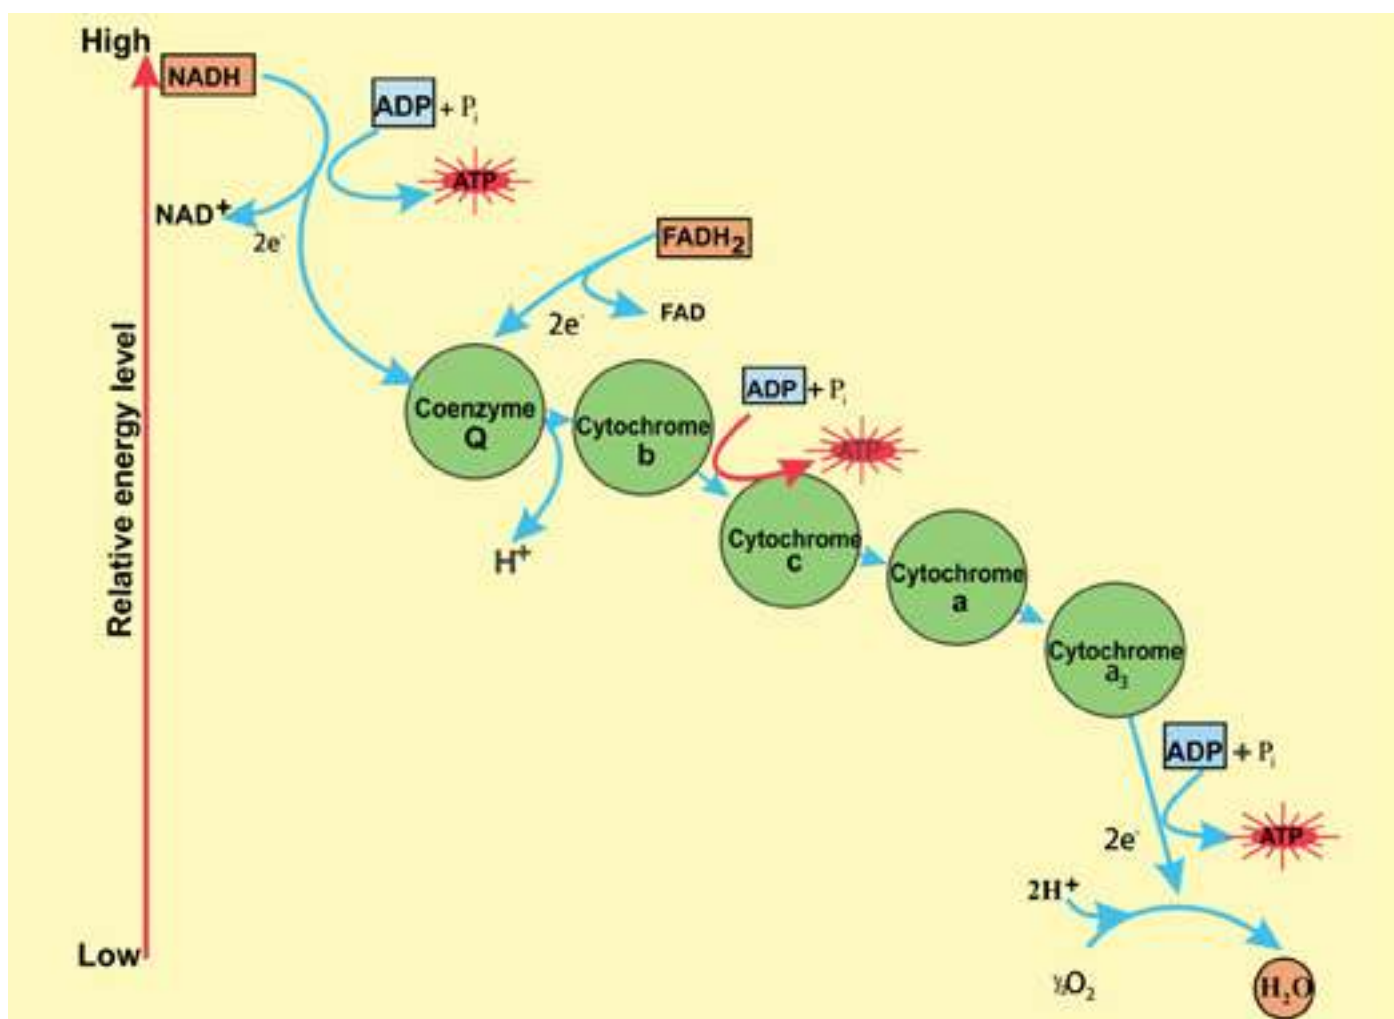 High
NADH
ADP + Pi
ATP
NAD+
2e-
FADH2
FAD
2e-
Relative energy level
Coenzyme
Q
Cytochrome
b
ADP + Pi
ATP
H+
Cytochrome
c
Cytochrome
a
Cytochrome
a3
ADP + Pi
2e-
ATP
2H+
Low
½O2
H2O